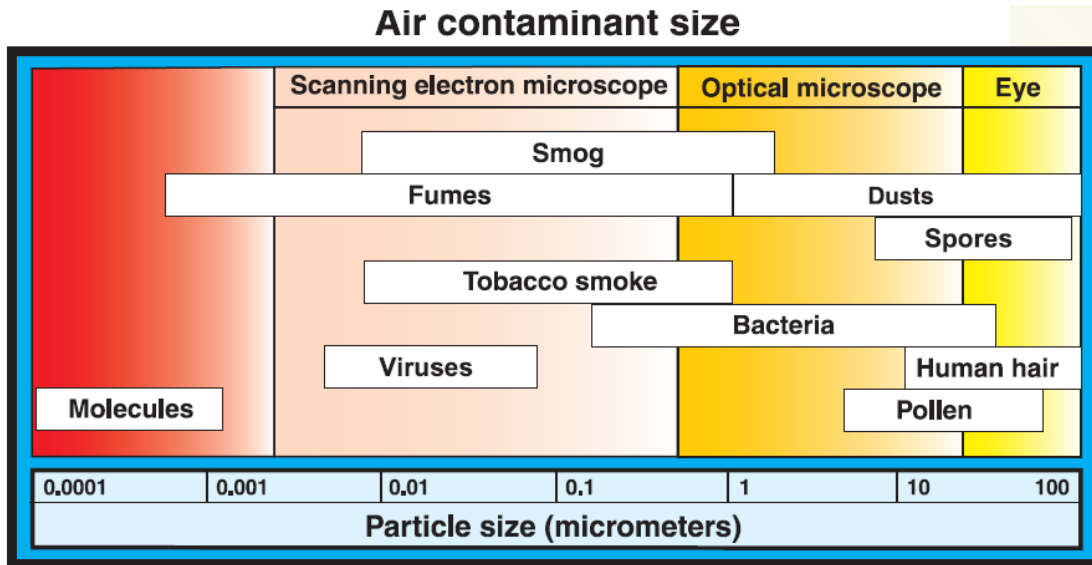 Air contaminant size
Scanning electron microscope
Optical microscope
Eye
Smog
Fumes
Dusts
Spores
Tobacco smoke
Bacteria
Viruses
Human hair
Molecules
Pollen
0.0001 0.001 0.01 0.1 1 10 100
Particle size (micrometers)